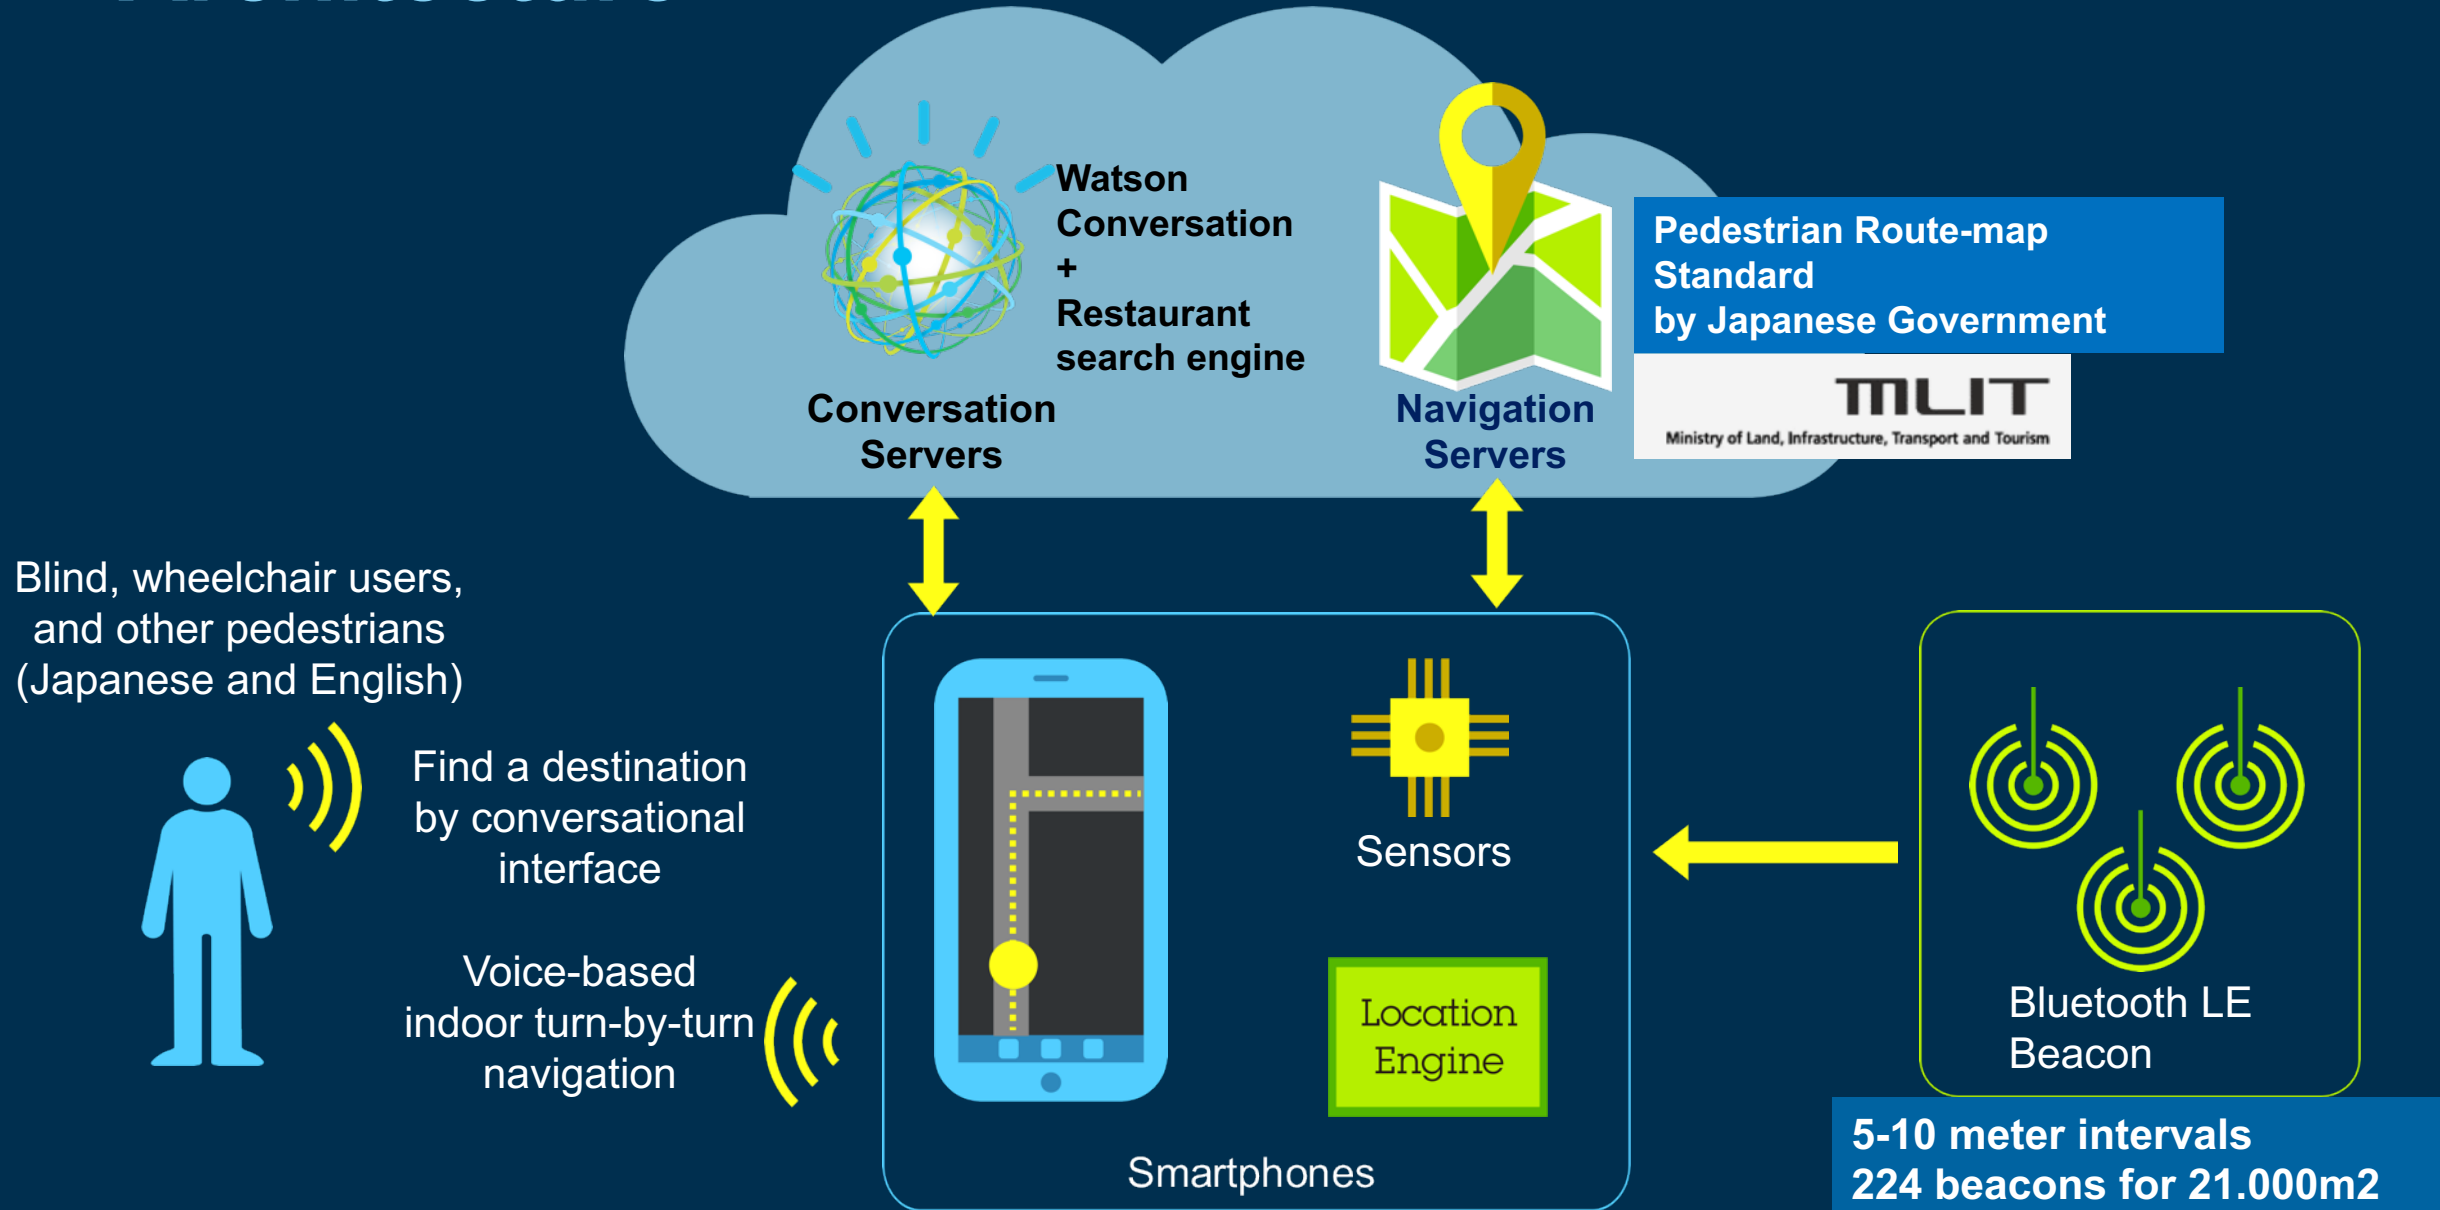 Watson
Conversation
+
Restaurant
search engine
Conversation
Servers
Navigation
Servers
Pedestrian Route-map
Standard
by Japanese Government
MLIT
Ministry of Land, Infrastructure, Transport and Tourism
Blind, wheelchair users,
and other pedestrians
(Japanese and English)
Find a destination
by conversational
interface
Voice-based
indoor turn-by-turn
navigation
Sensors
Location
Engine
Smartphones
Bluetooth LE
Beacon
5-10 meter intervals
224 beacons for 21.000m2